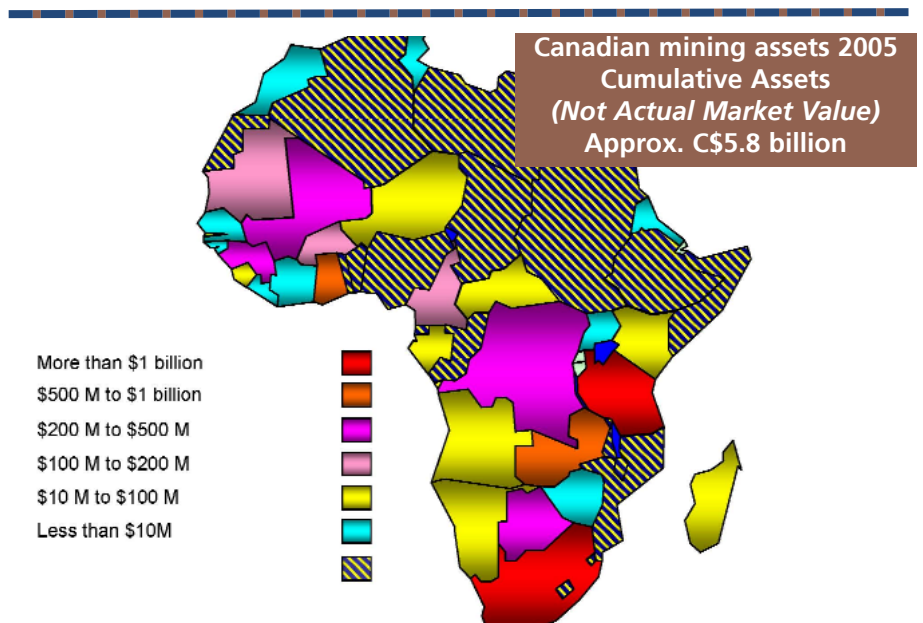 Canadian mining assets 2005
Cumulative Assets
(Not Actual Market Value)
Approx. C$5.8 billion
More than $1 billion
$500 M to $1 billion
$200 M to $500 M
$100 M to $200 M
$10 M to $100 M
Less than $10M